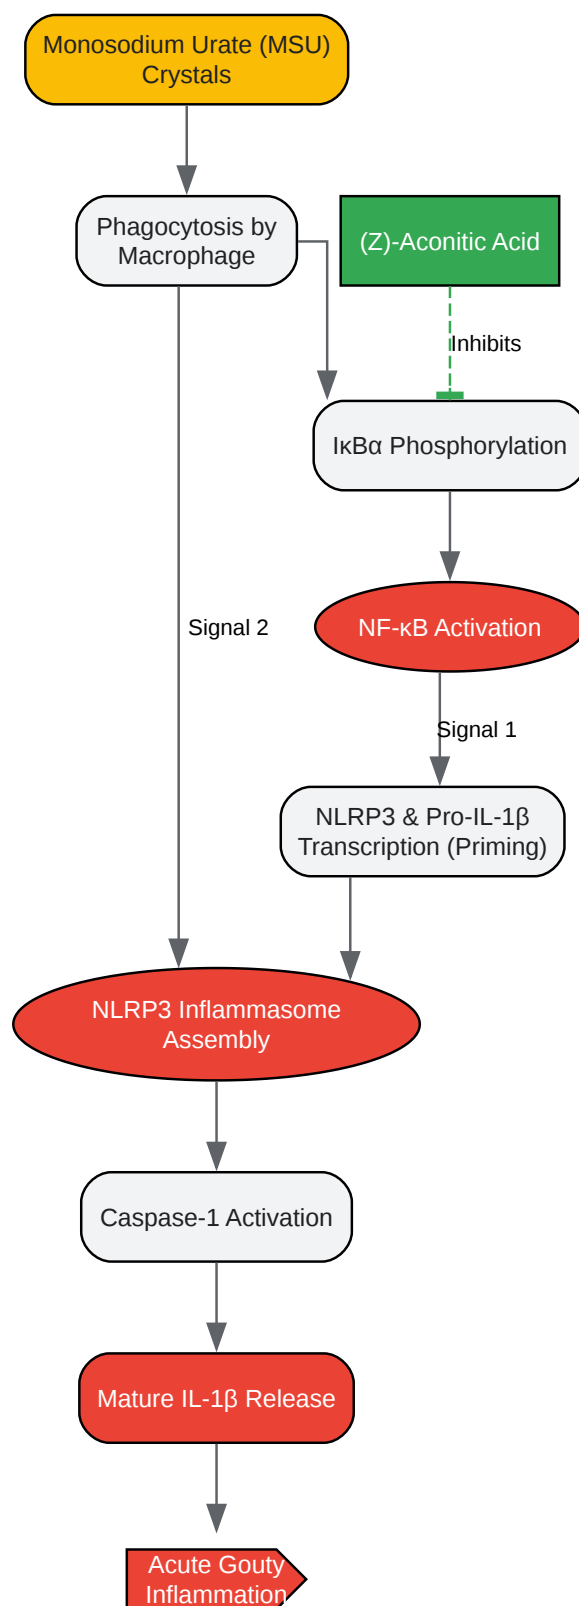 Monosodium Urate (MSU)
Crystals
Phagocytosis by
Macrophage
(Z)-Aconitic Acid
Inhibits
IκBα Phosphorylation
NF-κB Activation
Signal 2
Signal 1
NLRP3 & Pro-IL-1β
Transcription (Priming)
NLRP3 Inflammasome
Assembly
Caspase-1 Activation
Mature IL-1β Release
Acute Gouty
Inflammation